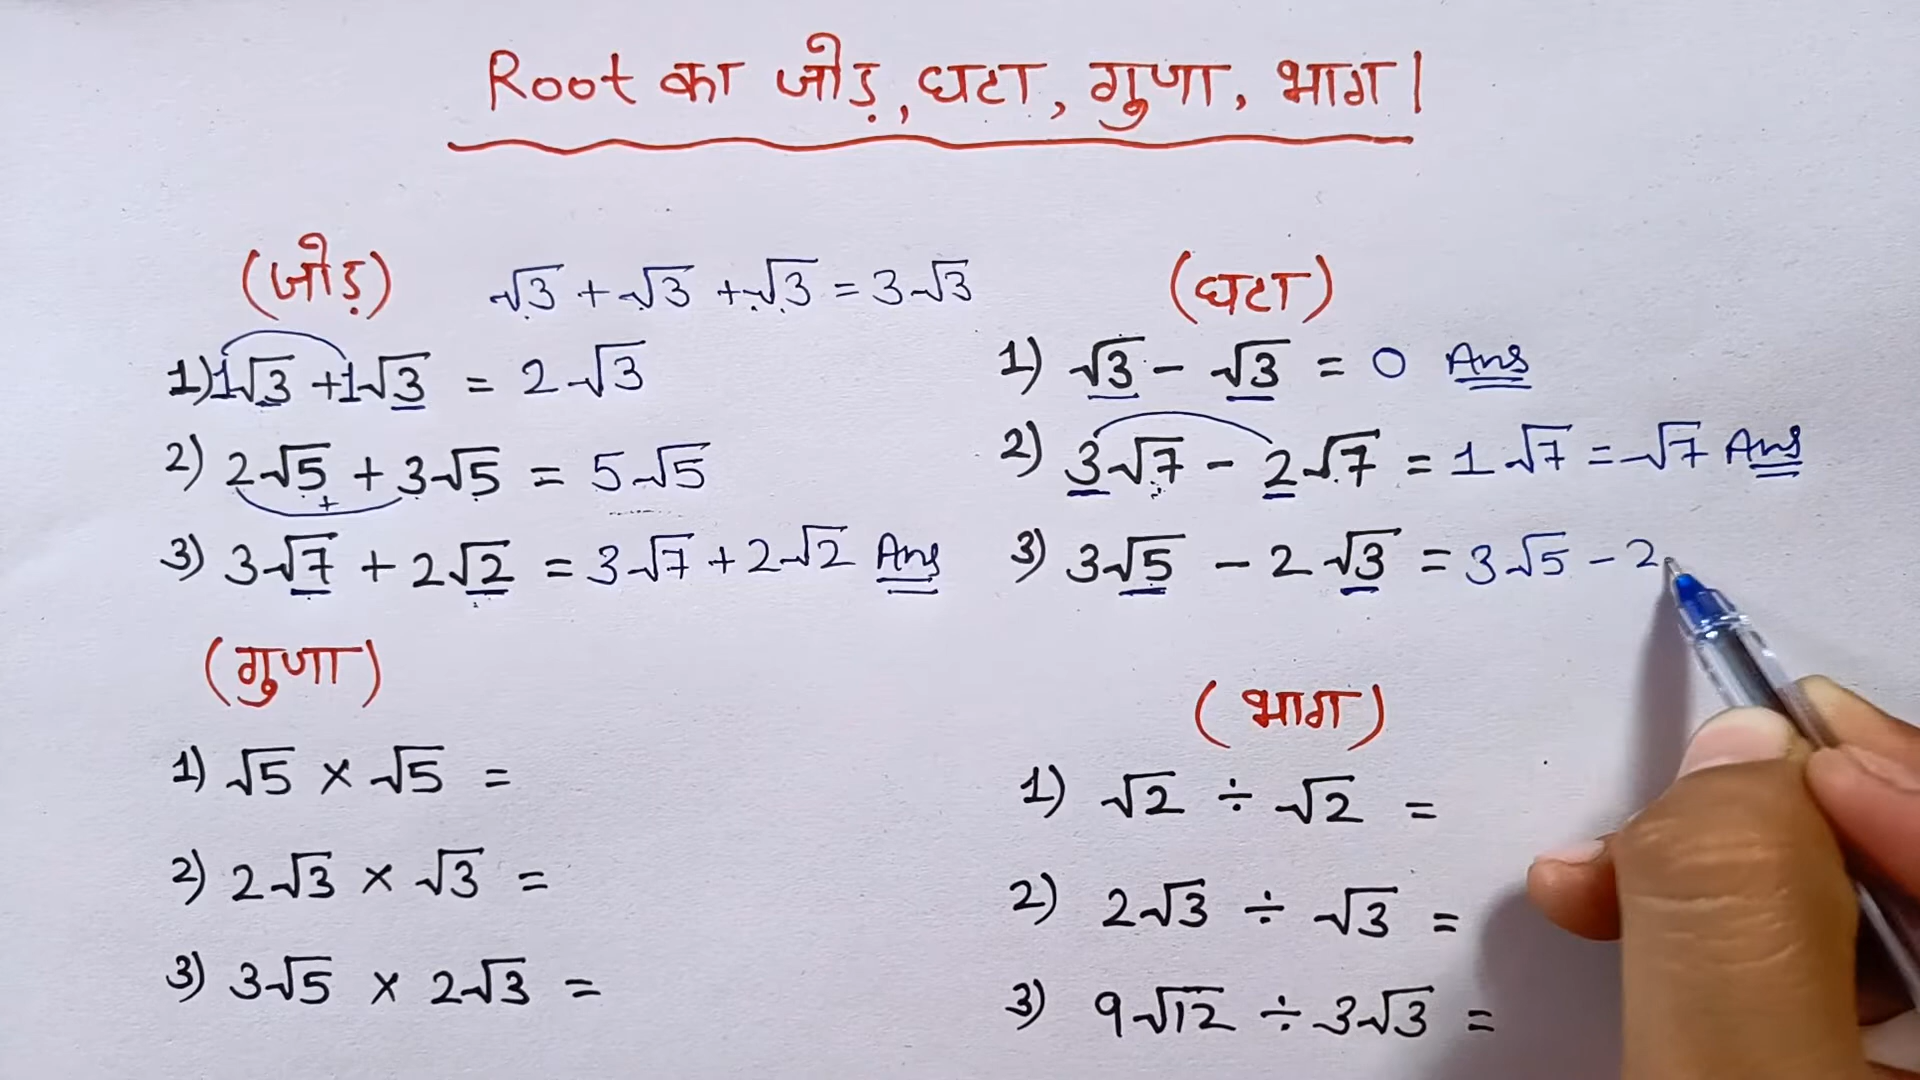 Root का जोड़, घटा, गुणा, भाग।
(जोड़) √3 + √3 + √3 = 3√3
1) 1√3 + 1√3 = 2√3
2) 2√5 + 3√5 = 5√5
+
3) 3√7 + 2√2 = 3√7 + 2√2 Ans
(घटा)
1) √3 - √3 = 0 Ans
2) 3√7 - 2√7 = 1√7 = √7 Ans
3) 3√5 - 2√3 = 3√5 - 2
(गुणा)
1) √5 × √5 =
2) 2√3 × √3 =
3) 3√5 × 2√3 =
(भाग)
1) √2 ÷ √2 =
2) 2√3 ÷ √3 =
3) 9√12 ÷ 3√3 =